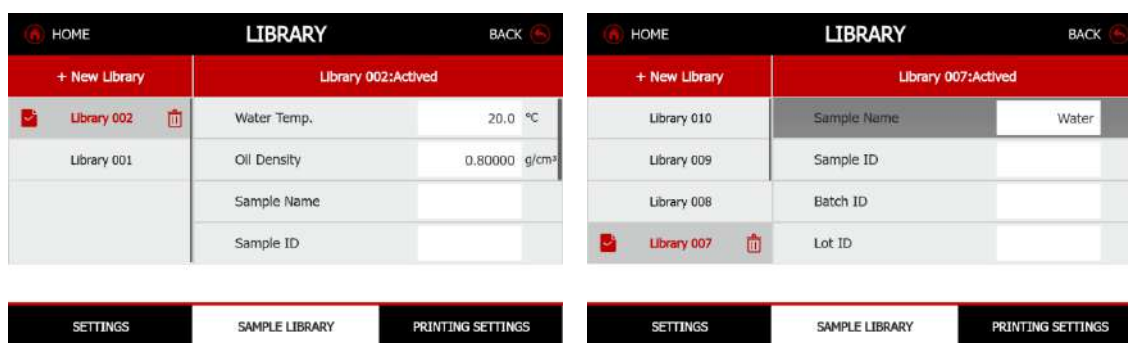 HOME LIBRARY BACK
+ New Library Library 002:Actived
Library 002 Water Temp. 20.0 °C
Library 001 Oil Density 0.80000 g/cm³
Sample Name
Sample ID
SETTINGS SAMPLE LIBRARY PRINTING SETTINGS
HOME LIBRARY BACK
+ New Library Library 007:Actived
Library 010 Sample Name Water
Library 009 Sample ID
Library 008 Batch ID
Library 007 Lot ID
SETTINGS SAMPLE LIBRARY PRINTING SETTINGS